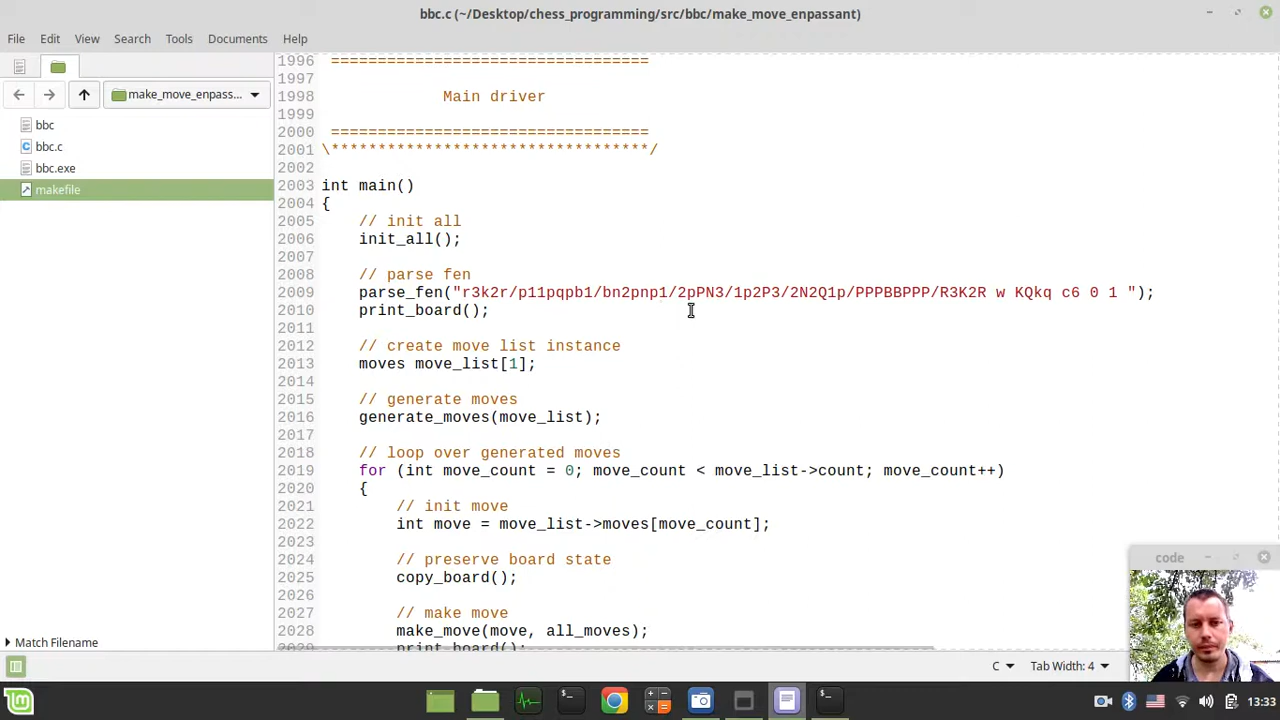 bbc.c (~/Desktop/chess_programming/src/bbc/make_move_enpassant)
File Edit View Search Tools Documents Help
make_move_enpass...
bbc
bbc.c
bbc.exe
makefile
Match Filename
1996 =================================
1997
1998 Main driver
1999
2000 =================================
2001 \**********************************/
2002
2003 int main()
2004 {
2005 // init all
2006 init_all();
2007
2008 // parse fen
2009 parse_fen("r3k2r/p11pqpb1/bn2pnp1/2pPN3/1p2P3/2N2Q1p/PPPBBPPP/R3K2R w KQkq c6 0 1 ");
2010 print_board();
2011
2012 // create move list instance
2013 moves move_list[1];
2014
2015 // generate moves
2016 generate_moves(move_list);
2017
2018 // loop over generated moves
2019 for (int move_count = 0; move_count < move_list->count; move_count++)
2020 {
2021 // init move
2022 int move = move_list->moves[move_count];
2023
2024 // preserve board state
2025 copy_board();
2026
2027 // make move
2028 make_move(move, all_moves);
2029 print_board();
code
C Tab Width: 4
13:33